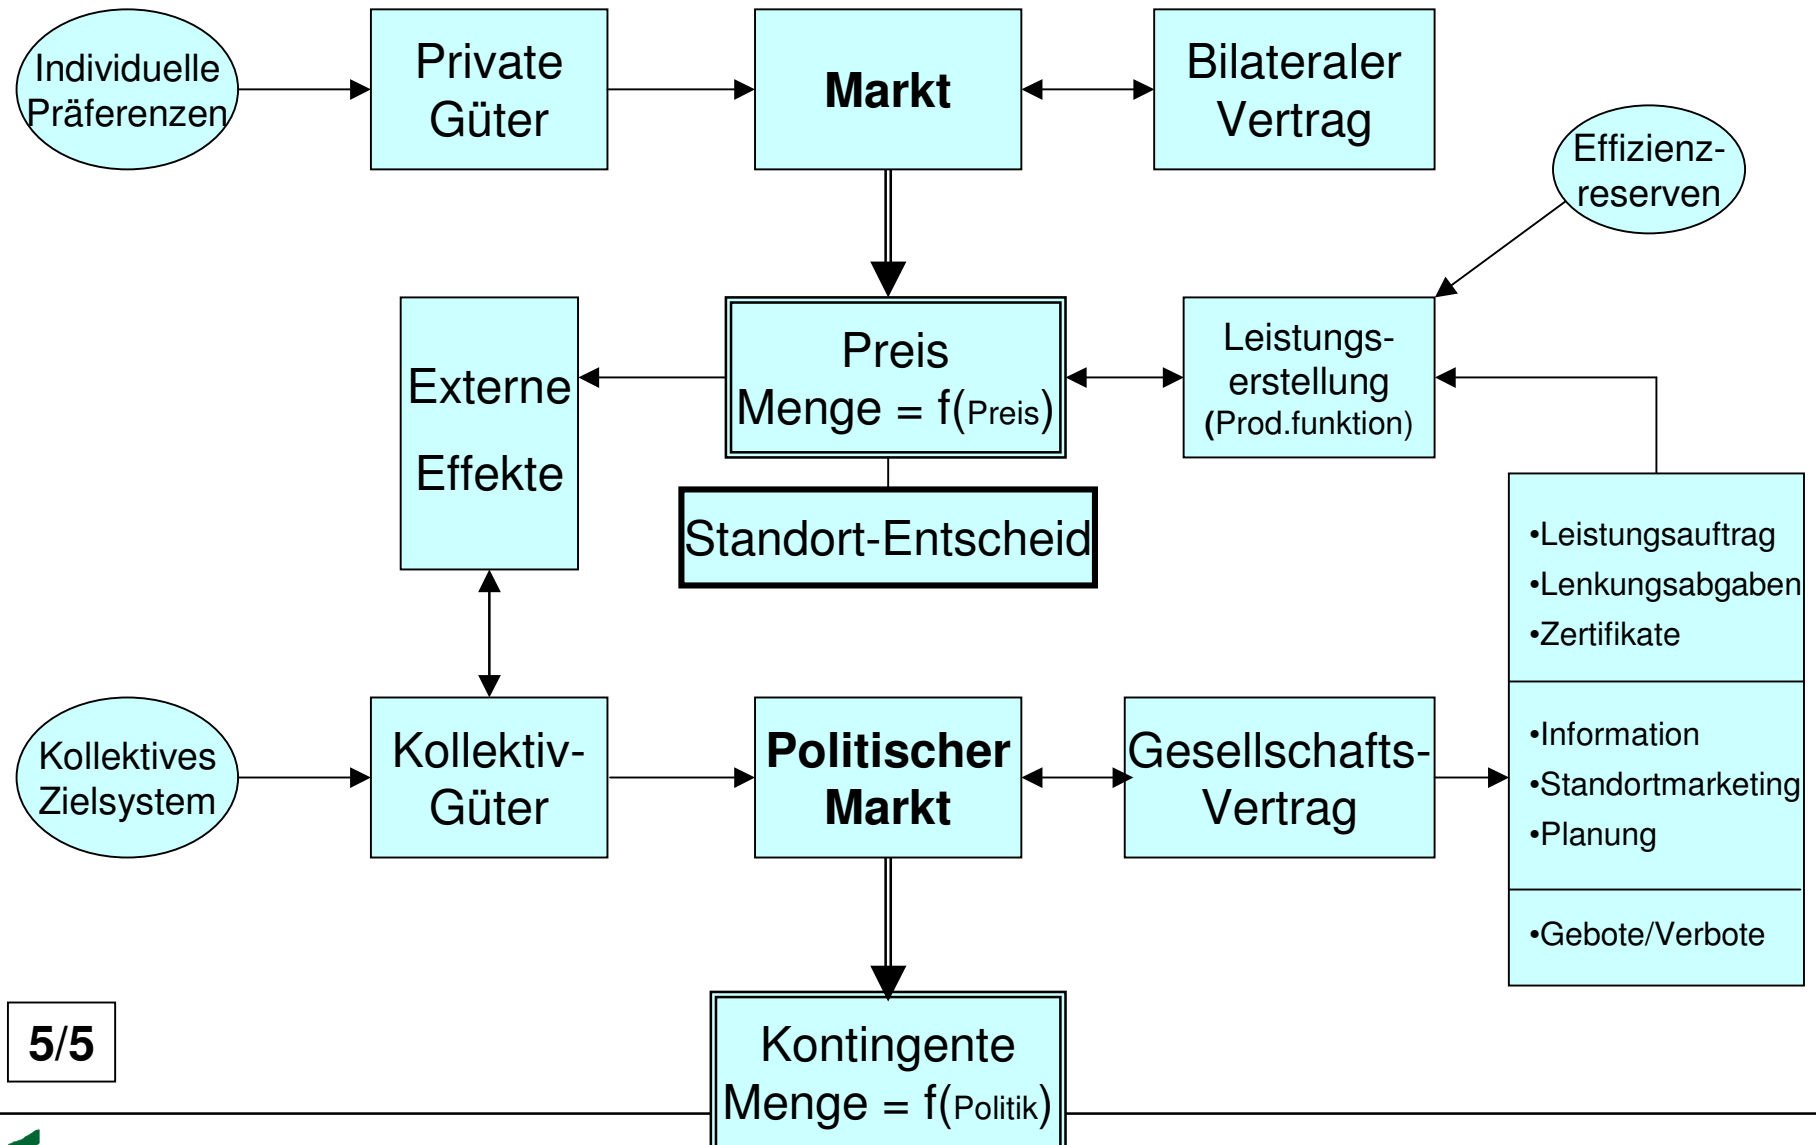 Individuelle
Präferenzen
Private
Güter
Markt
Bilateraler
Vertrag
Effizienz-
reserven
Externe
Effekte
Preis
Menge = f(Preis)
Leistungs-
erstellung
(Prod.funktion)
Standort-Entscheid
•Leistungsauftrag
•Lenkungsabgaben
•Zertifikate
•Information
•Standortmarketing
•Planung
•Gebote/Verbote
Kollektives
Zielsystem
Kollektiv-
Güter
Politischer
Markt
Gesellschafts-
Vertrag
5/5
Kontingente
Menge = f(Politik)